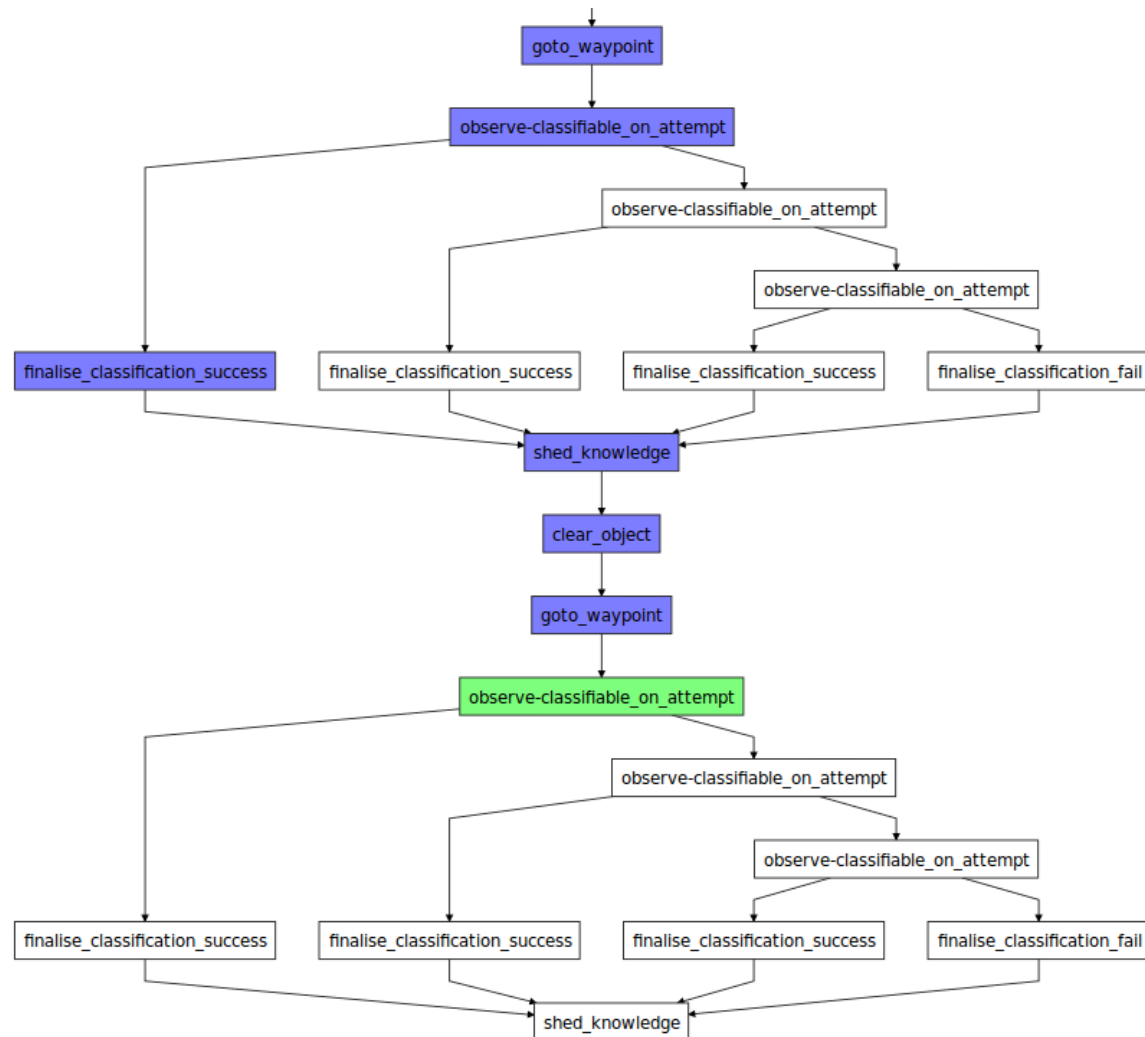 goto_waypoint
observe-classifiable_on_attempt
observe-classifiable_on_attempt
observe-classifiable_on_attempt
finalise_classification_success
finalise_classification_success
finalise_classification_success
finalise_classification_fail
shed_knowledge
clear_object
goto_waypoint
observe-classifiable_on_attempt
observe-classifiable_on_attempt
observe-classifiable_on_attempt
finalise_classification_success
finalise_classification_success
finalise_classification_success
finalise_classification_fail
shed_knowledge